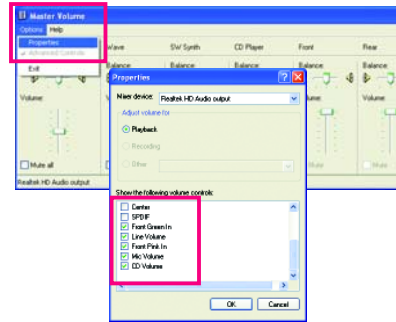 Master Volume
Options Help
Properties
Advanced Controls
Exit
Wave SW Synth CD Player Front Rear
Balance Balance Balance Balance Balance
Volume
Mute all
Mute
Mute
Realtek HD Audio output
Properties
Mixer device: Realtek HD Audio output
Adjust volume for
Playback
Recording
Other
Show the following volume controls:
Center
SPDIF
Front Green In
Line Volume
Front Pink In
Mic Volume
CD Volume
OK Cancel